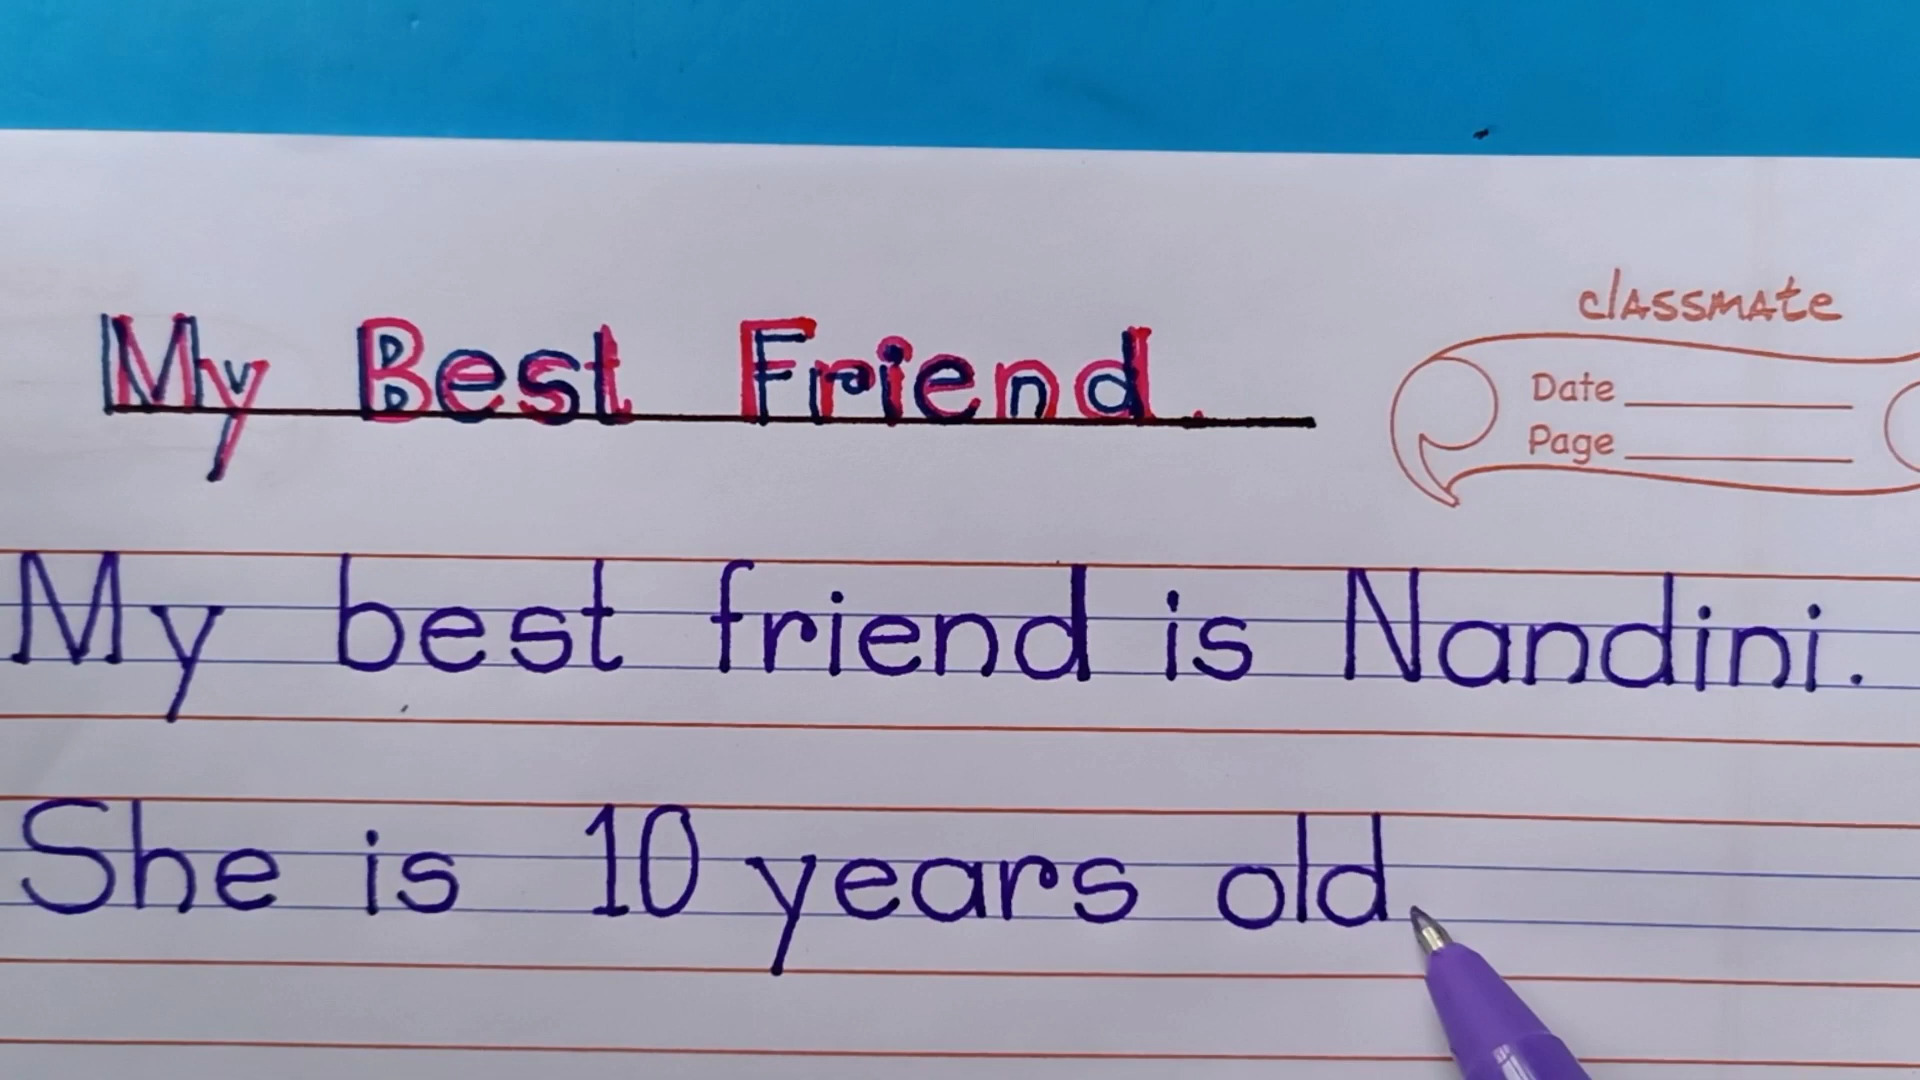 classmate
My Best Friend.
Date
Page
My best friend is Nandini.
She is 10 years old.